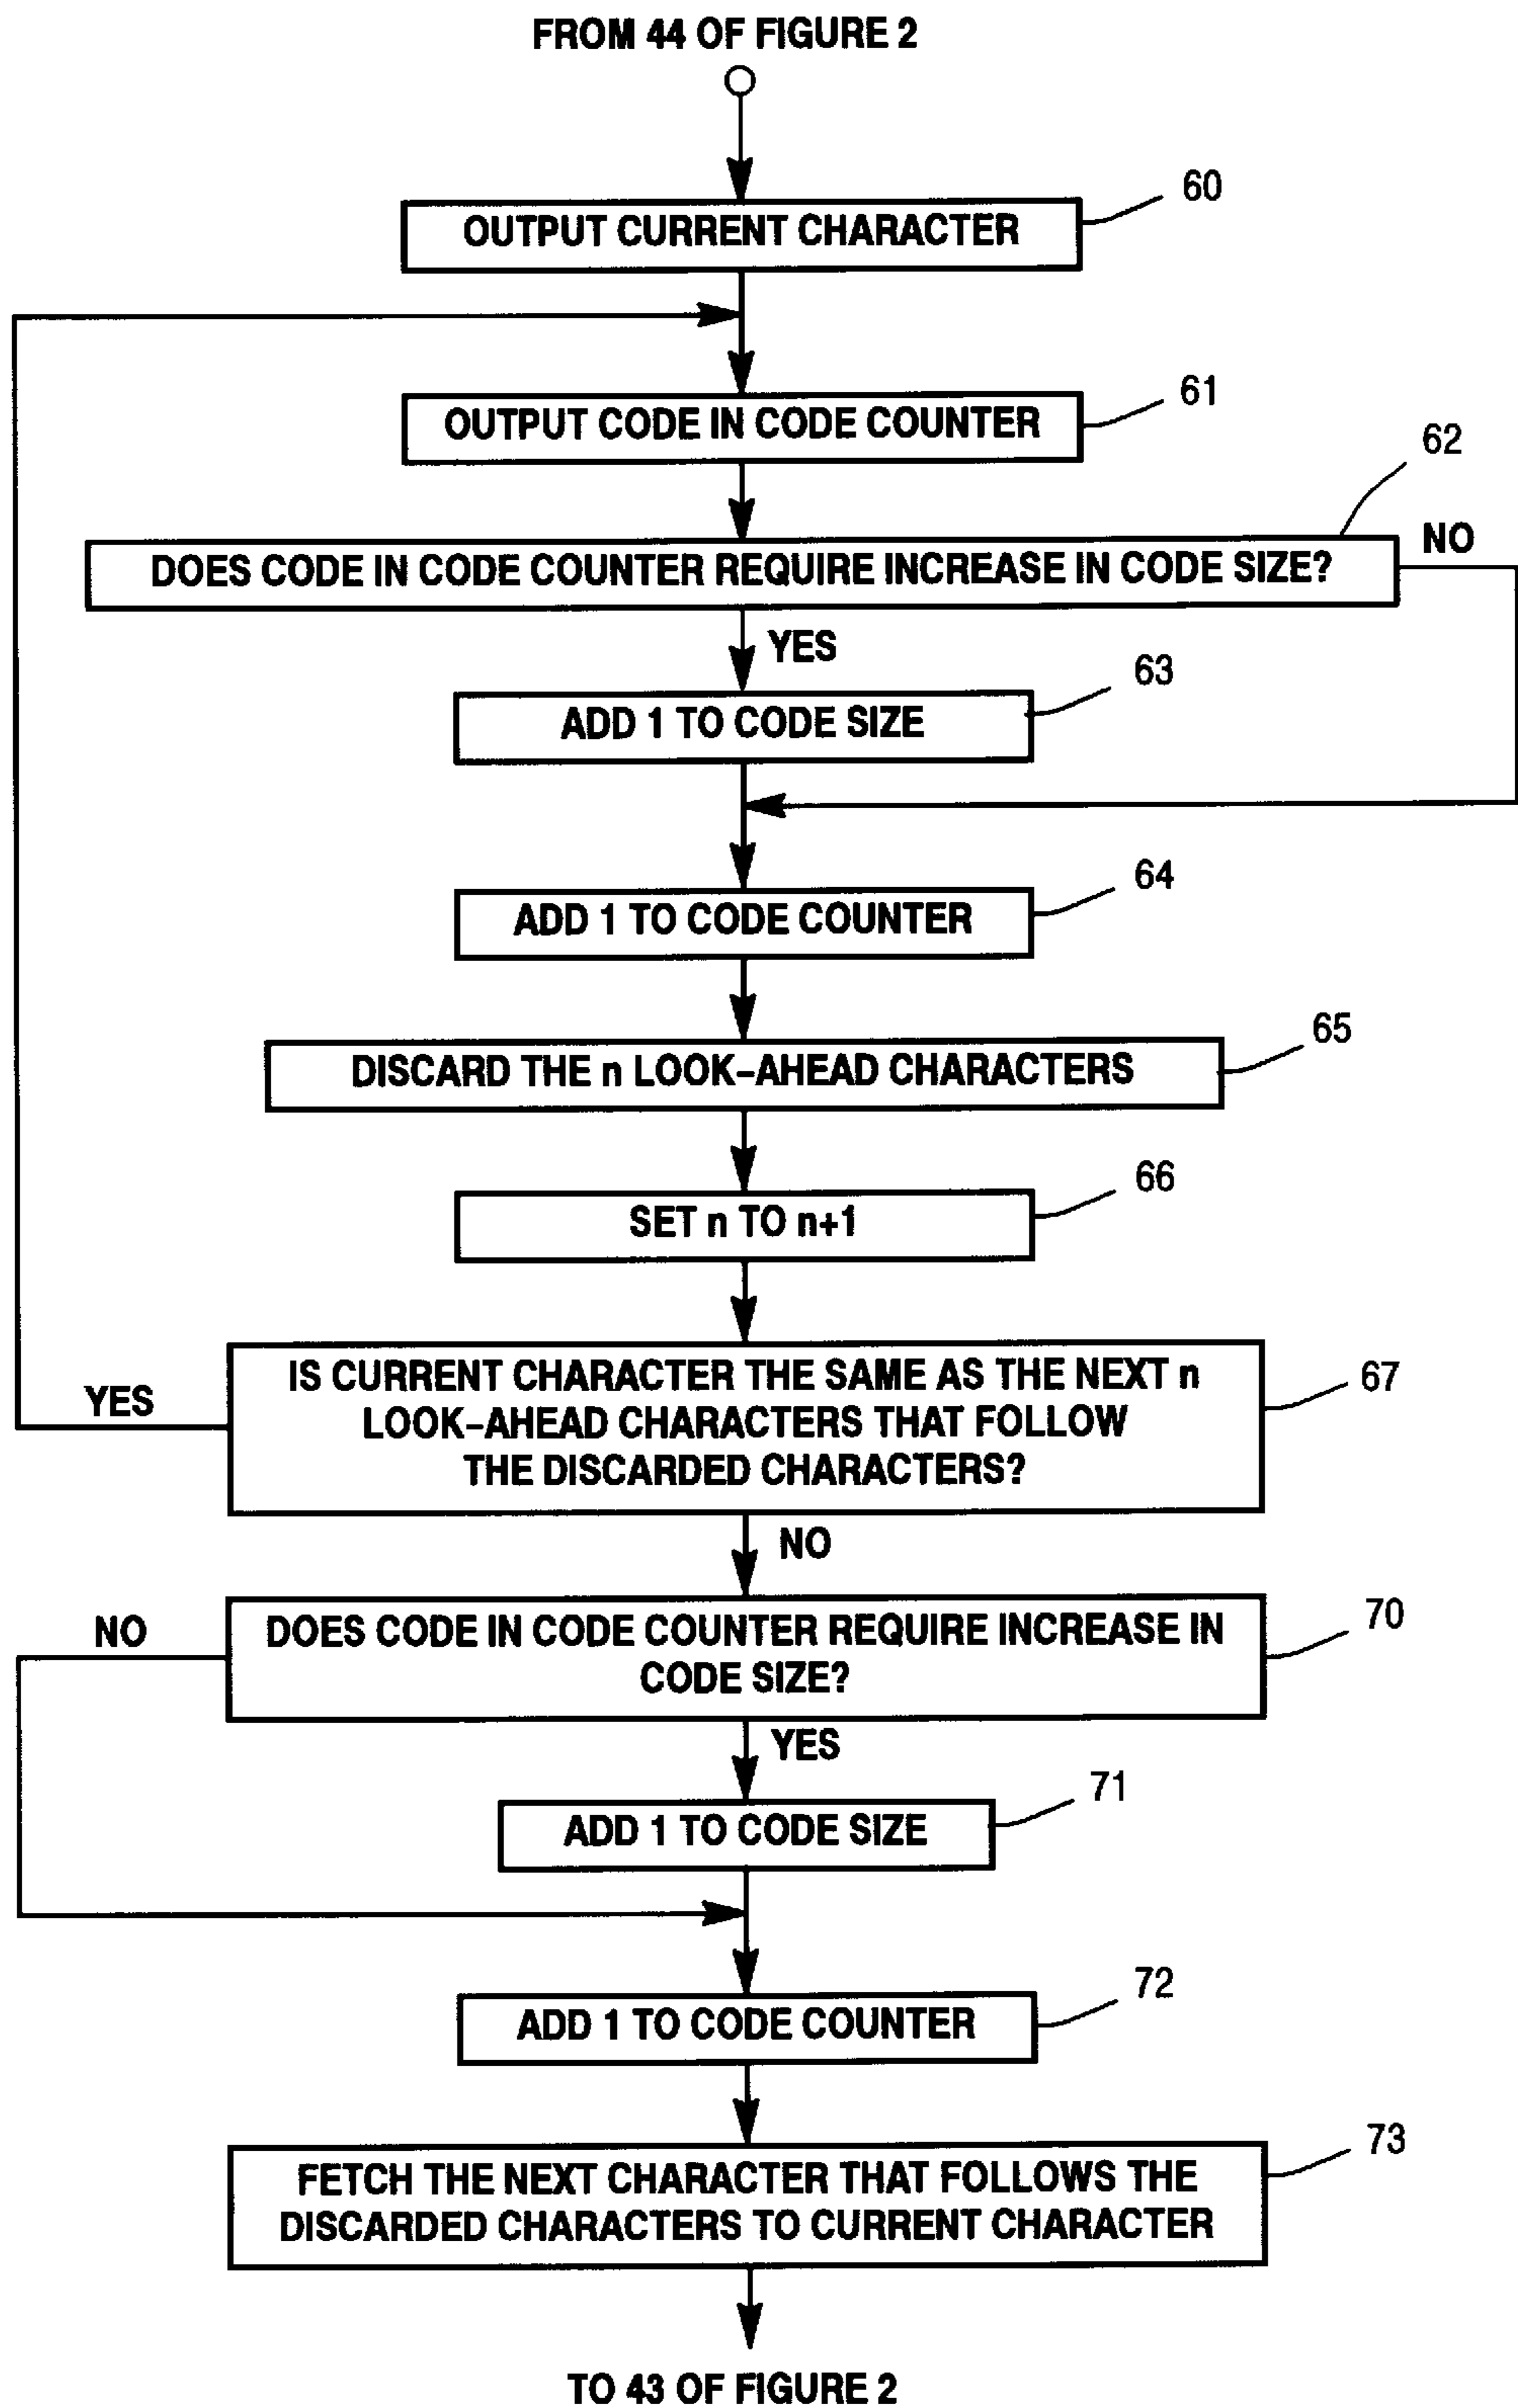 FROM 44 OF FIGURE 2
60
OUTPUT CURRENT CHARACTER
61
OUTPUT CODE IN CODE COUNTER
62
DOES CODE IN CODE COUNTER REQUIRE INCREASE IN CODE SIZE?
NO
YES
63
ADD 1 TO CODE SIZE
64
ADD 1 TO CODE COUNTER
65
DISCARD THE n LOOK-AHEAD CHARACTERS
66
SET n TO n+1
67
IS CURRENT CHARACTER THE SAME AS THE NEXT n
LOOK-AHEAD CHARACTERS THAT FOLLOW
THE DISCARDED CHARACTERS?
YES
NO
70
DOES CODE IN CODE COUNTER REQUIRE INCREASE IN
CODE SIZE?
NO
YES
71
ADD 1 TO CODE SIZE
72
ADD 1 TO CODE COUNTER
73
FETCH THE NEXT CHARACTER THAT FOLLOWS THE
DISCARDED CHARACTERS TO CURRENT CHARACTER
TO 43 OF FIGURE 2